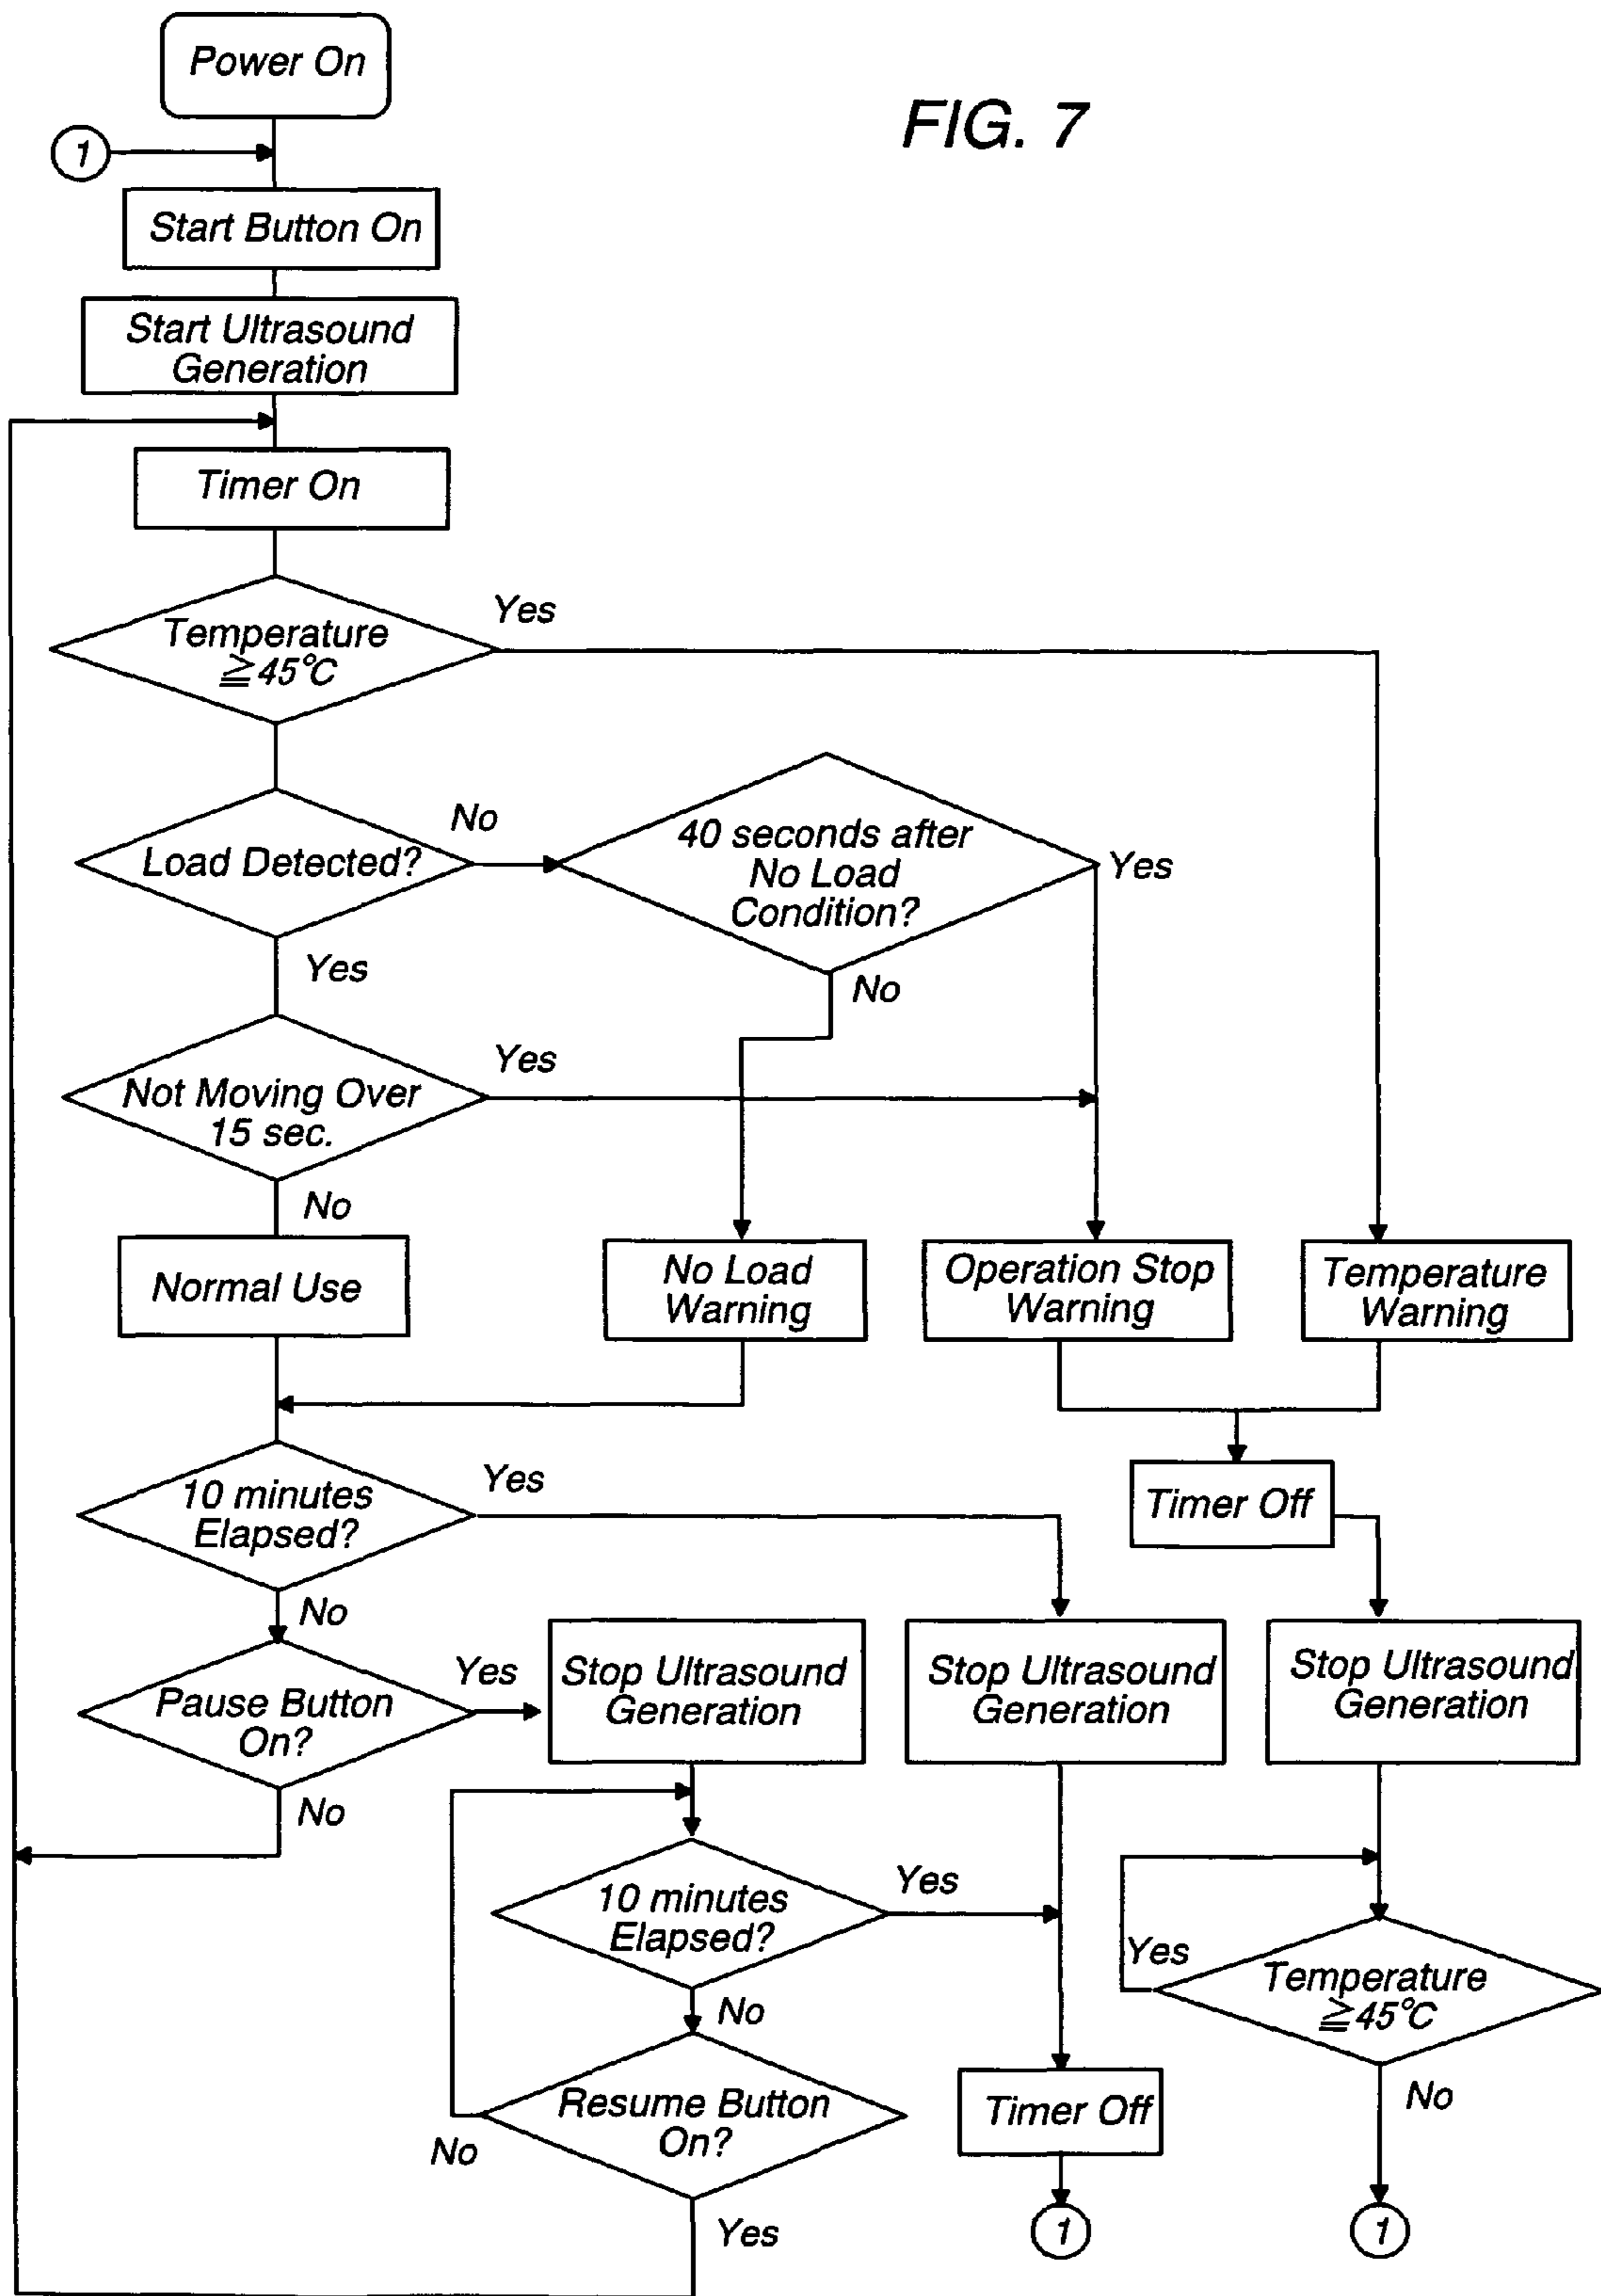 Power On
FIG. 7
1
Start Button On
Start Ultrasound
Generation
Timer On
Temperature
≧45°C
Yes
Load Detected?
No
Yes
40 seconds after
No Load
Condition?
Yes
No
Not Moving Over
15 sec.
Yes
No
Normal Use
No Load
Warning
Operation Stop
Warning
Temperature
Warning
10 minutes
Elapsed?
Yes
No
Timer Off
Pause Button
On?
Yes
No
Stop Ultrasound
Generation
Stop Ultrasound
Generation
Stop Ultrasound
Generation
10 minutes
Elapsed?
Yes
No
Yes
Temperature
≧45°C
No
Resume Button
On?
No
Yes
Timer Off
1
1